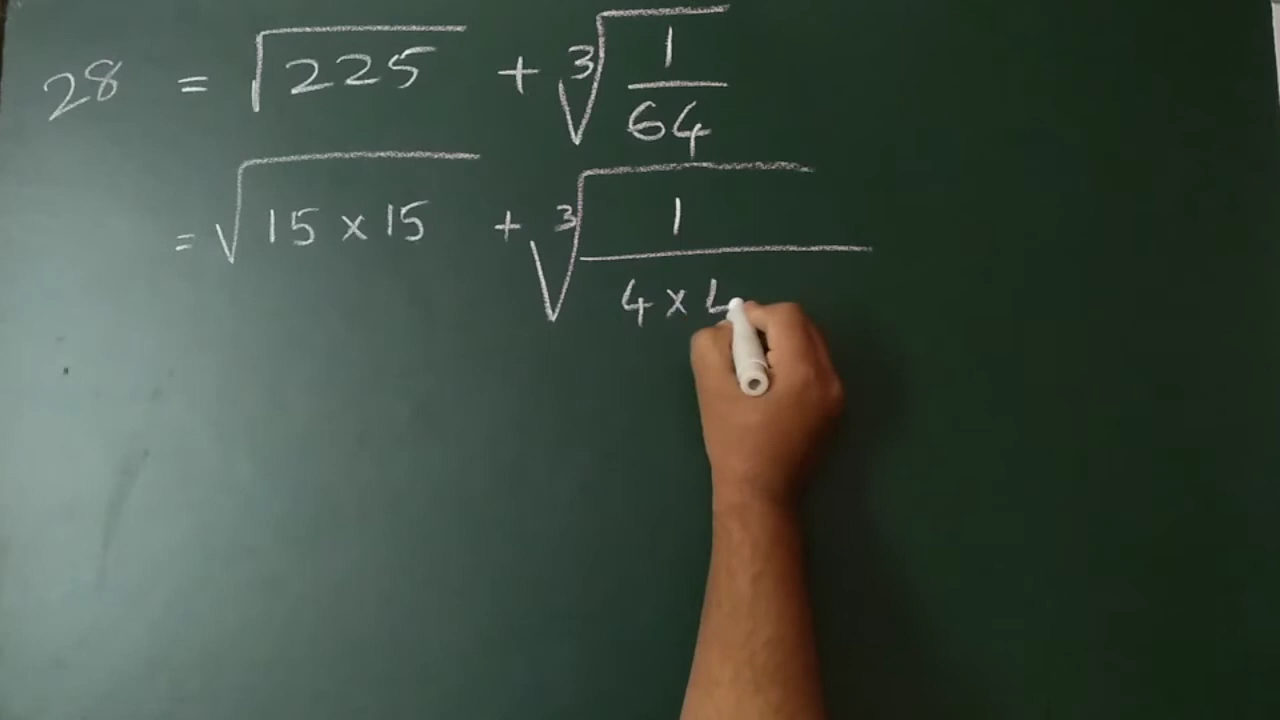 28 = √225 + ∛(1/64)
= √15 × 15 + ∛(1/4 × 4